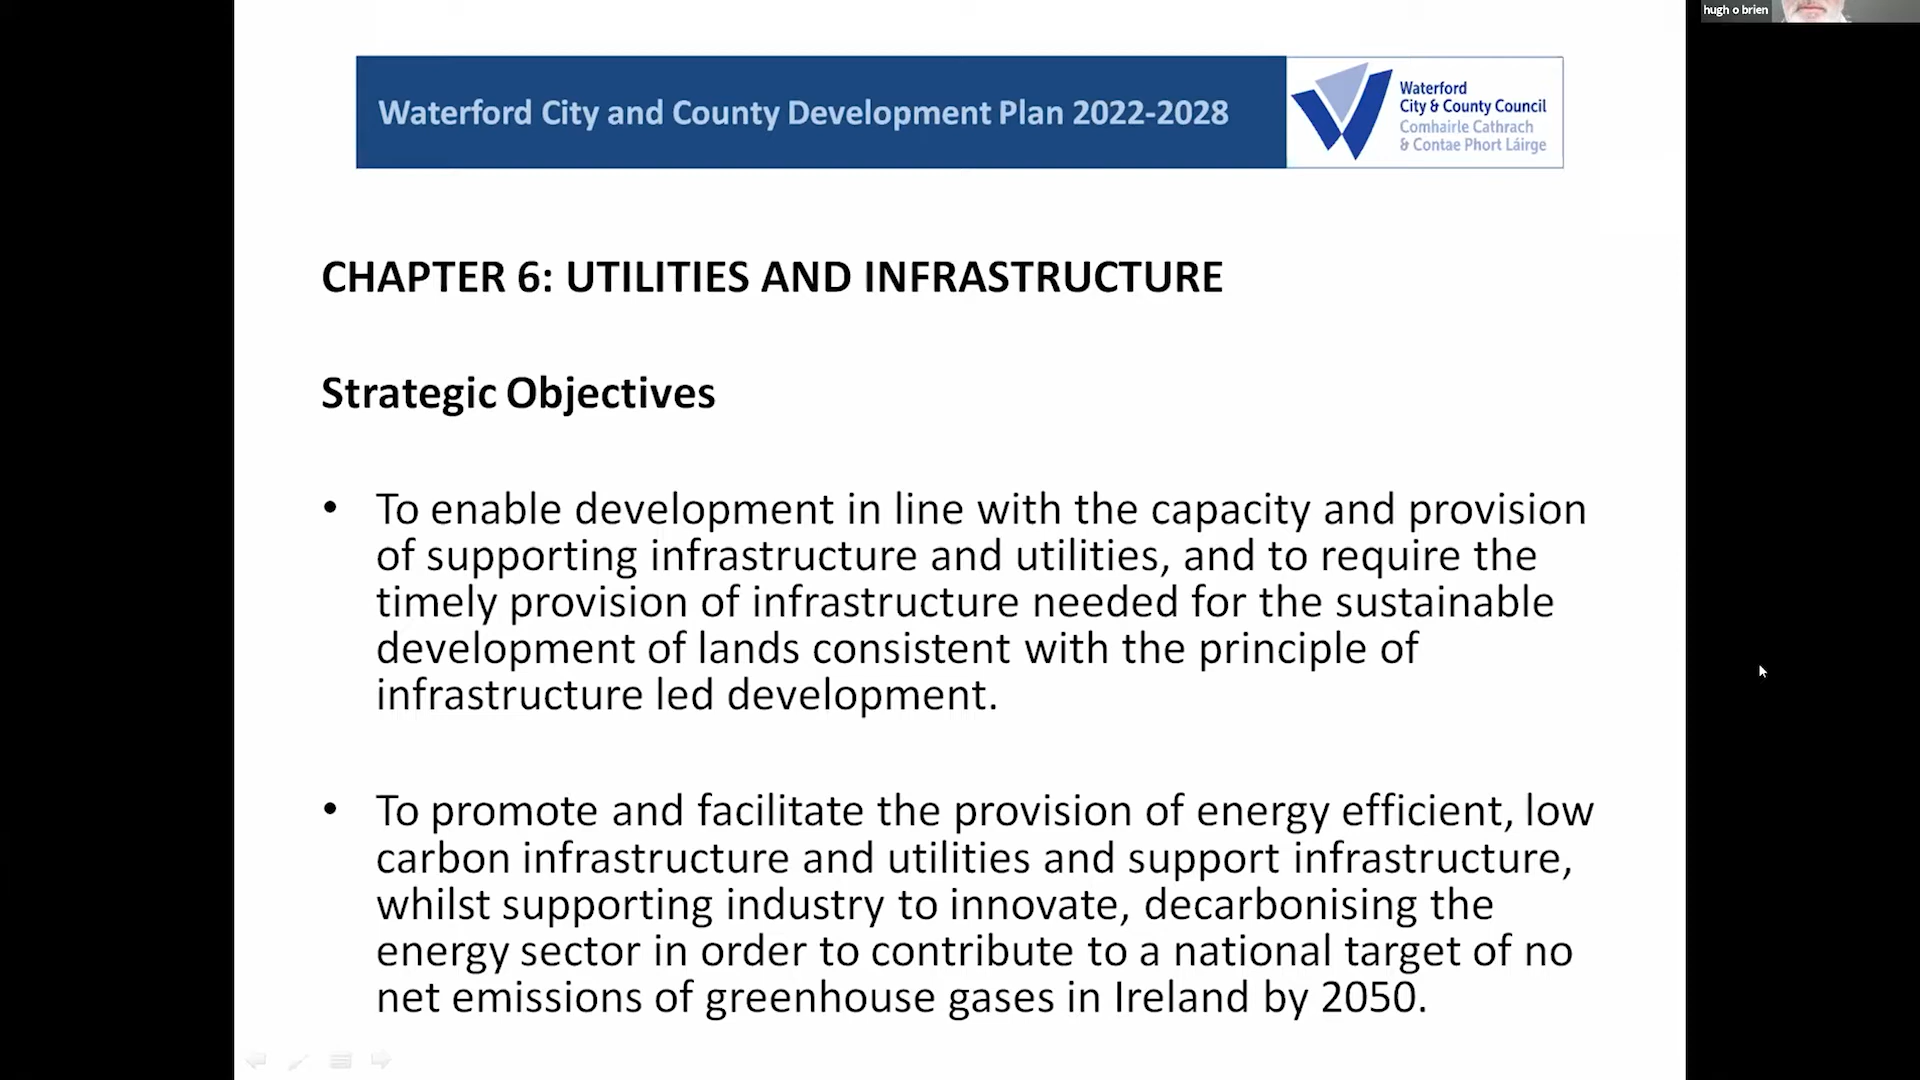 hugh o brien
Waterford City and County Development Plan 2022-2028
Waterford
City & County Council
Comhairle Cathrach
& Contae Phort Láirge
CHAPTER 6: UTILITIES AND INFRASTRUCTURE
Strategic Objectives
• To enable development in line with the capacity and provision
of supporting infrastructure and utilities, and to require the
timely provision of infrastructure needed for the sustainable
development of lands consistent with the principle of
infrastructure led development.
• To promote and facilitate the provision of energy efficient, low
carbon infrastructure and utilities and support infrastructure,
whilst supporting industry to innovate, decarbonising the
energy sector in order to contribute to a national target of no
net emissions of greenhouse gases in Ireland by 2050.